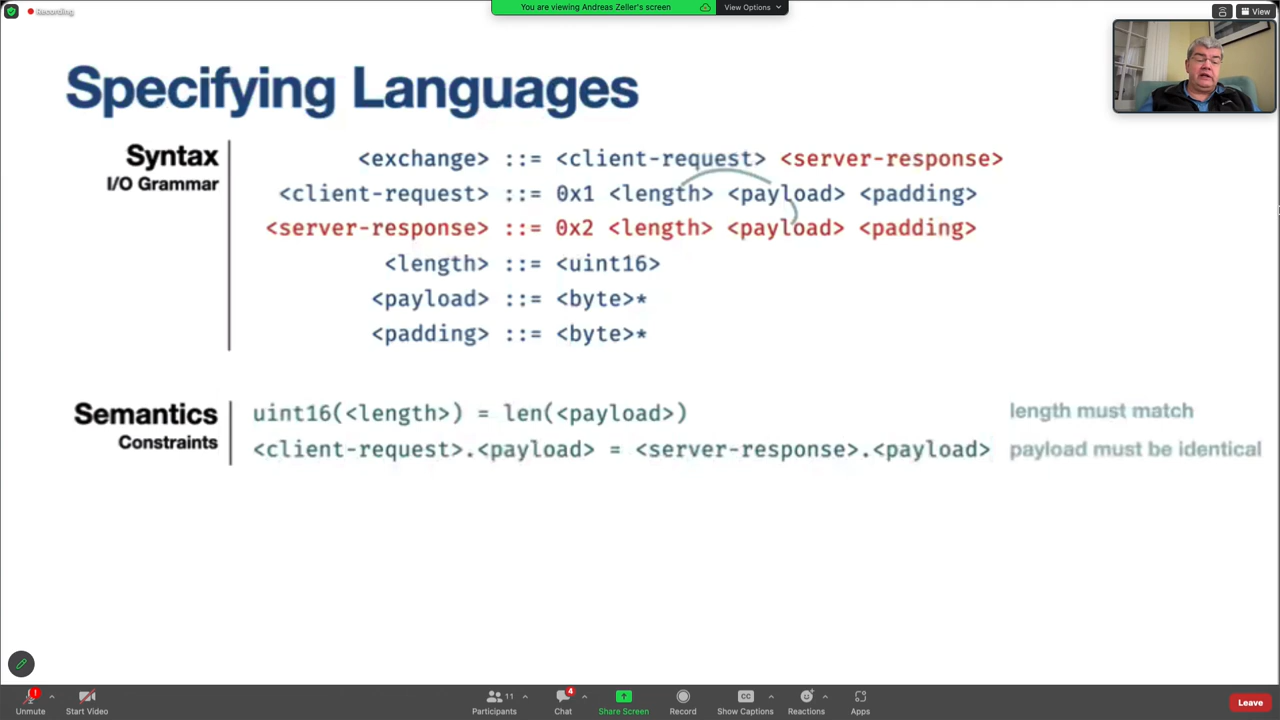 Recording
You are viewing Andreas Zeller's screen
View Options
View
Specifying Languages
Syntax
I/O Grammar
<exchange> ::= <client-request> <server-response>
<client-request> ::= 0x1 <length> <payload> <padding>
<server-response> ::= 0x2 <length> <payload> <padding>
<length> ::= <uint16>
<payload> ::= <byte>*
<padding> ::= <byte>*
Semantics
Constraints
uint16(<length>) = len(<payload>)
length must match
<client-request>.<payload> = <server-response>.<payload>
payload must be identical
Unmute
Start Video
11
Participants
4
Chat
Share Screen
Record
CC
Show Captions
Reactions
Apps
Leave